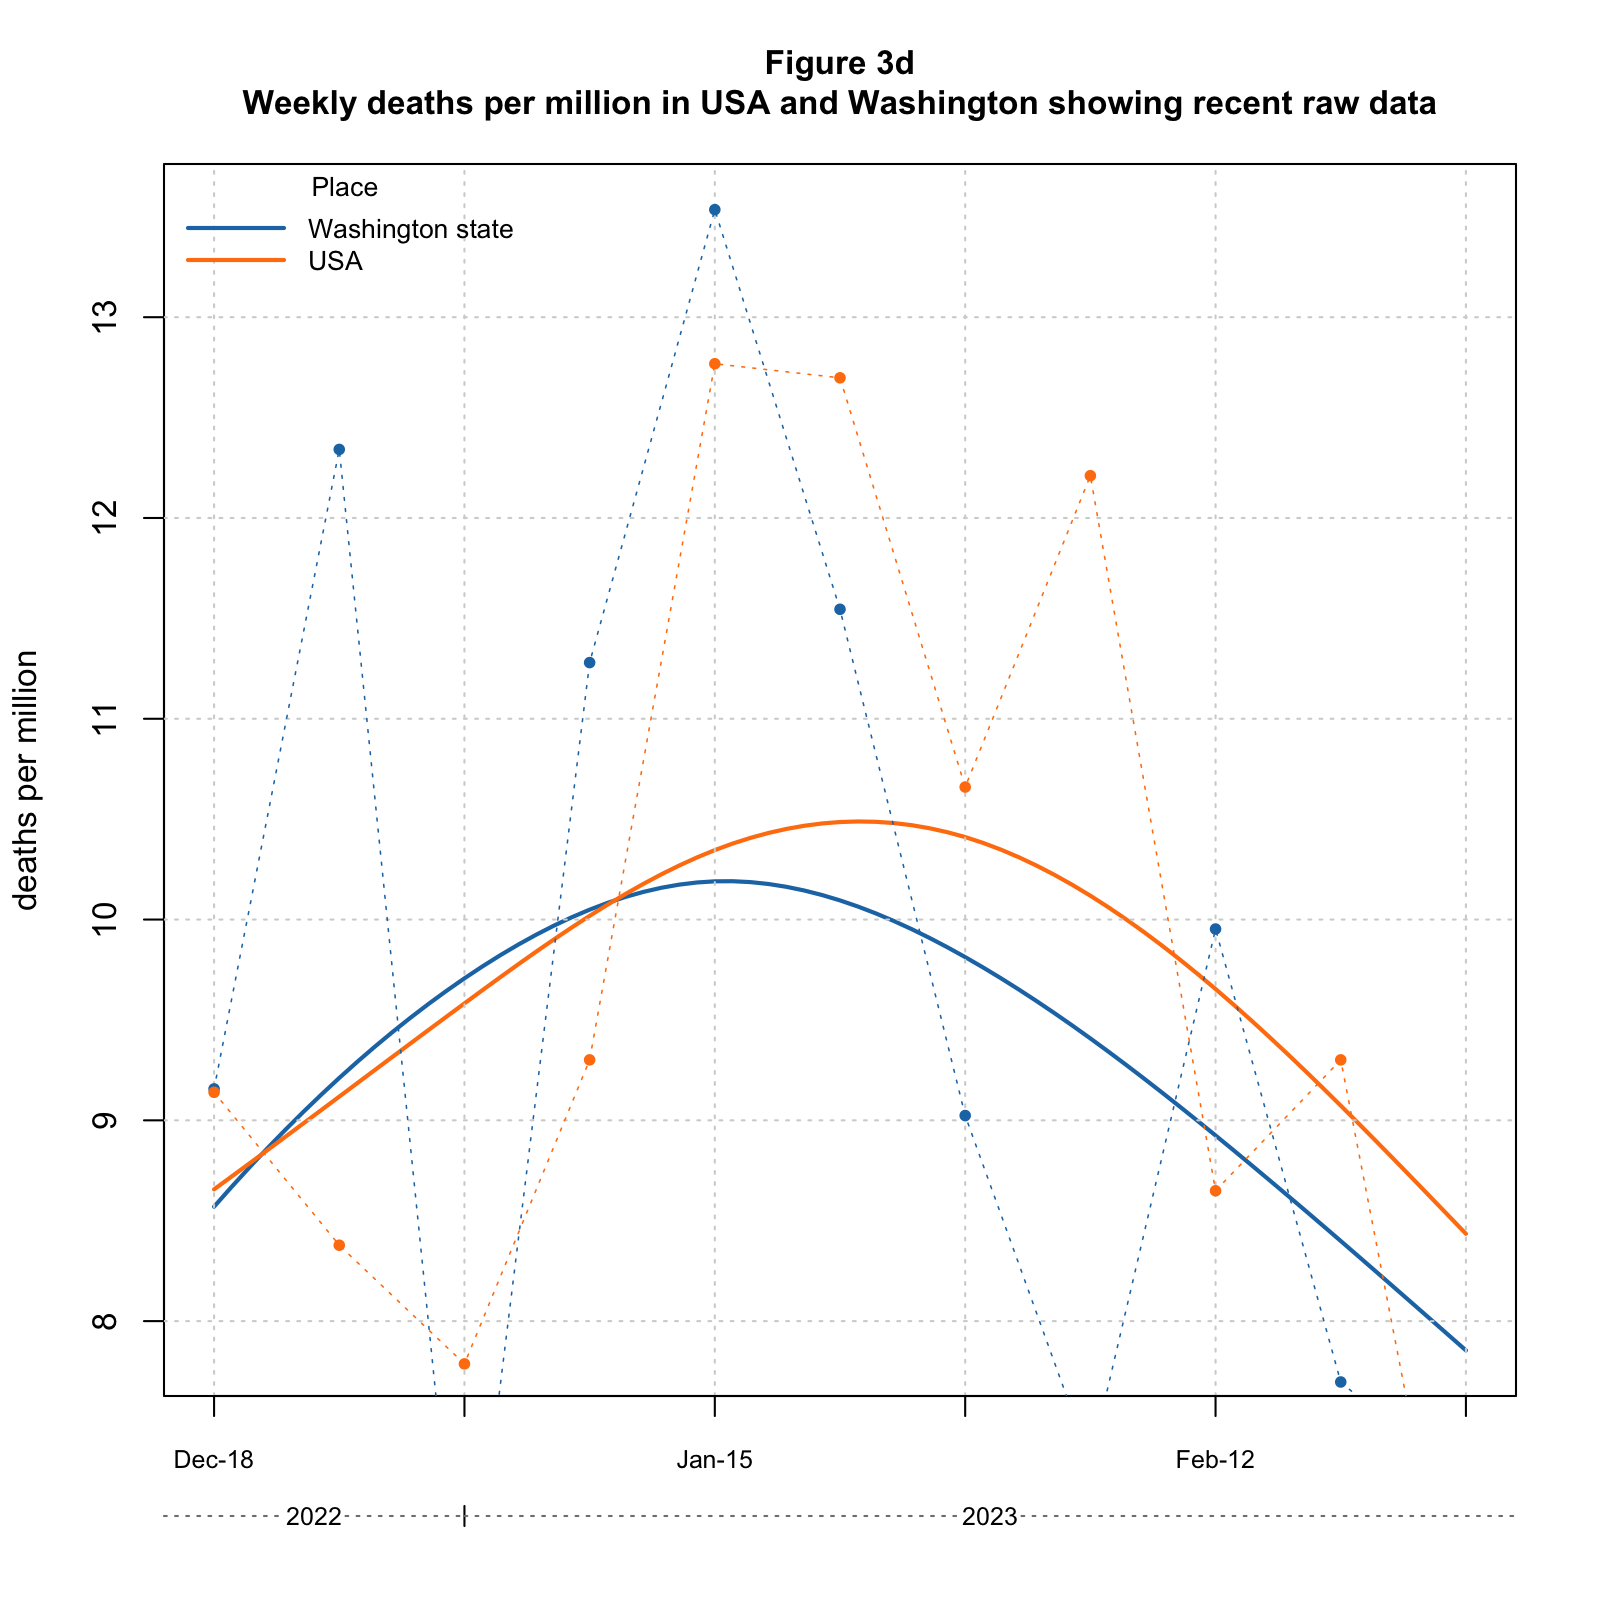 Figure 3d
Weekly deaths per million in USA and Washington showing recent raw data
Place
Washington state
USA
deaths per million
13
12
11
10
9
8
Dec-18
Jan-15
Feb-12
2022
2023